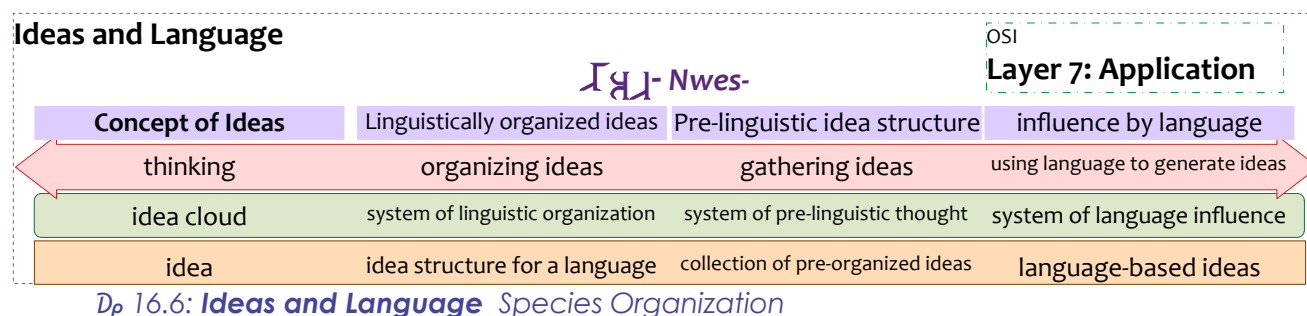 Ideas and Language
OSI
Layer 7: Application
- Nwes-
Concept of Ideas Linguistically organized ideas Pre-linguistic idea structure influence by language
thinking organizing ideas gathering ideas using language to generate ideas
idea cloud system of linguistic organization system of pre-linguistic thought system of language influence
idea idea structure for a language collection of pre-organized ideas language-based ideas
16.6: Ideas and Language Species Organization